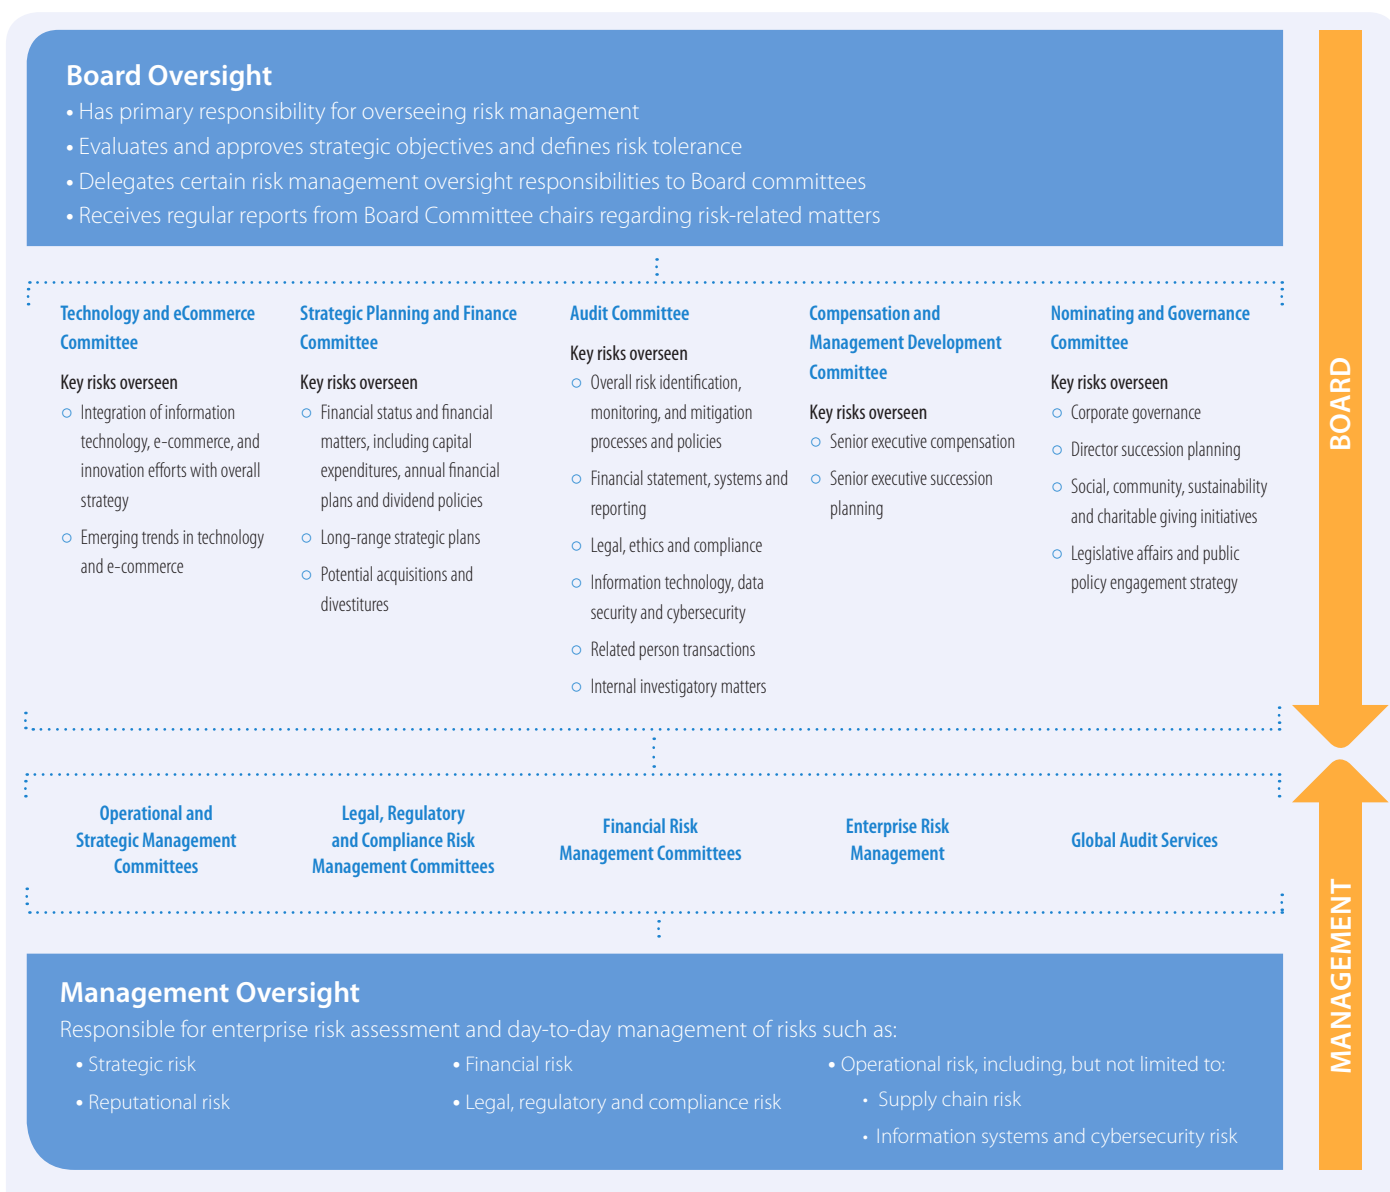 Board Oversight
• Has primary responsibility for overseeing risk management
• Evaluates and approves strategic objectives and defines risk tolerance
• Delegates certain risk management oversight responsibilities to Board committees
• Receives regular reports from Board Committee chairs regarding risk-related matters
Technology and eCommerce
Committee
Key risks overseen
○ Integration of information
technology, e-commerce, and
innovation efforts with overall
strategy
○ Emerging trends in technology
and e-commerce
Strategic Planning and Finance
Committee
Key risks overseen
○ Financial status and financial
matters, including capital
expenditures, annual financial
plans and dividend policies
○ Long-range strategic plans
○ Potential acquisitions and
divestitures
Audit Committee
Key risks overseen
○ Overall risk identification,
monitoring, and mitigation
processes and policies
○ Financial statement, systems and
reporting
○ Legal, ethics and compliance
○ Information technology, data
security and cybersecurity
○ Related person transactions
○ Internal investigatory matters
Compensation and
Management Development
Committee
Key risks overseen
○ Senior executive compensation
○ Senior executive succession
planning
Nominating and Governance
Committee
Key risks overseen
○ Corporate governance
○ Director succession planning
○ Social, community, sustainability
and charitable giving initiatives
○ Legislative affairs and public
policy engagement strategy
BOARD
Operational and
Strategic Management
Committees
Legal, Regulatory
and Compliance Risk
Management Committees
Financial Risk
Management Committees
Enterprise Risk
Management
Global Audit Services
Management Oversight
Responsible for enterprise risk assessment and day-to-day management of risks such as:
• Strategic risk
• Reputational risk
• Financial risk
• Legal, regulatory and compliance risk
• Operational risk, including, but not limited to:
• Supply chain risk
• Information systems and cybersecurity risk
MANAGEMENT